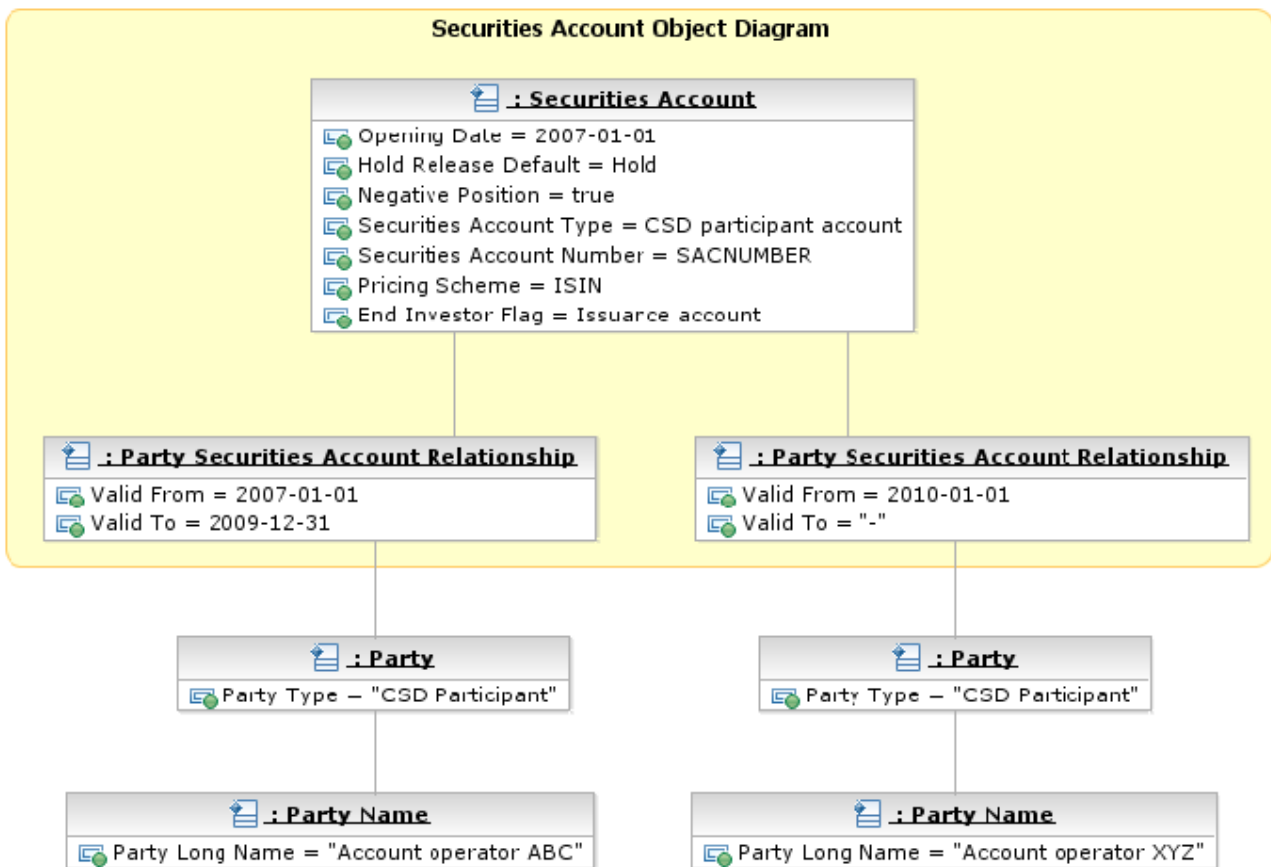 Securities Account Object Diagram
: Securities Account
Opening Date = 2007-01-01
Hold Release Default = Hold
Negative Position = true
Securities Account Type = CSD participant account
Securities Account Number = SACNUMBER
Pricing Scheme = ISIN
End Investor Flag = Issuance account
: Party Securities Account Relationship
Valid From = 2007-01-01
Valid To = 2009-12-31
: Party Securities Account Relationship
Valid From = 2010-01-01
Valid To = "-"
: Party
Party Type = "CSD Participant"
: Party
Party Type = "CSD Participant"
: Party Name
Party Long Name = "Account operator ABC"
: Party Name
Party Long Name = "Account operator XYZ"